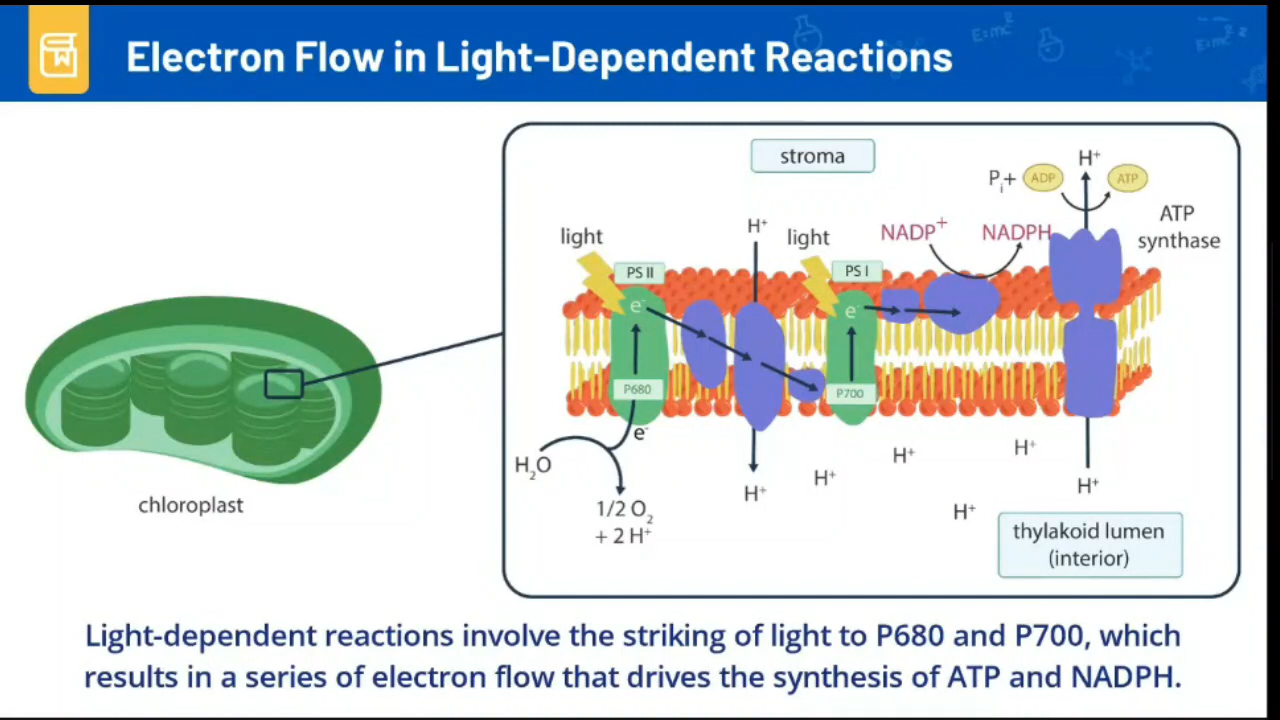 Electron Flow in Light-Dependent Reactions
E=mc²
E=mc²
stroma
H⁺
Pᵢ+ ADP ATP
ATP
synthase
light
H⁺
light
NADP⁺ NADPH
PS II
PS I
e⁻
e⁻
P680
P700
e⁻
H₂O
1/2 O₂
+ 2 H⁺
H⁺
H⁺
H⁺
H⁺
H⁺
H⁺
thylakoid lumen
(interior)
chloroplast
Light-dependent reactions involve the striking of light to P680 and P700, which
results in a series of electron flow that drives the synthesis of ATP and NADPH.